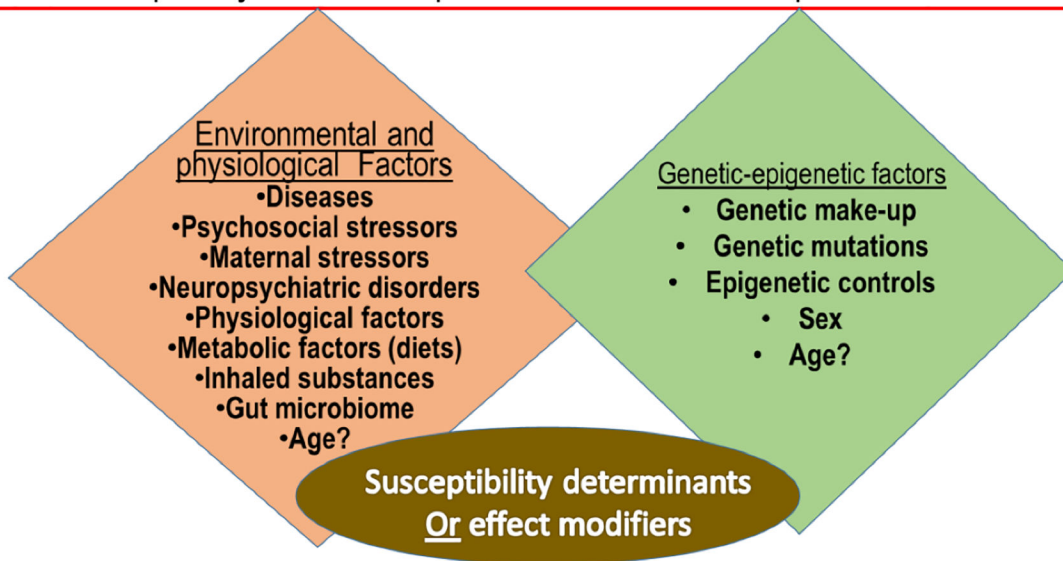 Environmental and
physiological Factors
•Diseases
•Psychosocial stressors
•Maternal stressors
•Neuropsychiatric disorders
•Physiological factors
•Metabolic factors (diets)
•Inhaled substances
•Gut microbiome
•Age?
Genetic-epigenetic factors
• Genetic make-up
• Genetic mutations
• Epigenetic controls
• Sex
• Age?
Susceptibility determinants
Or effect modifiers